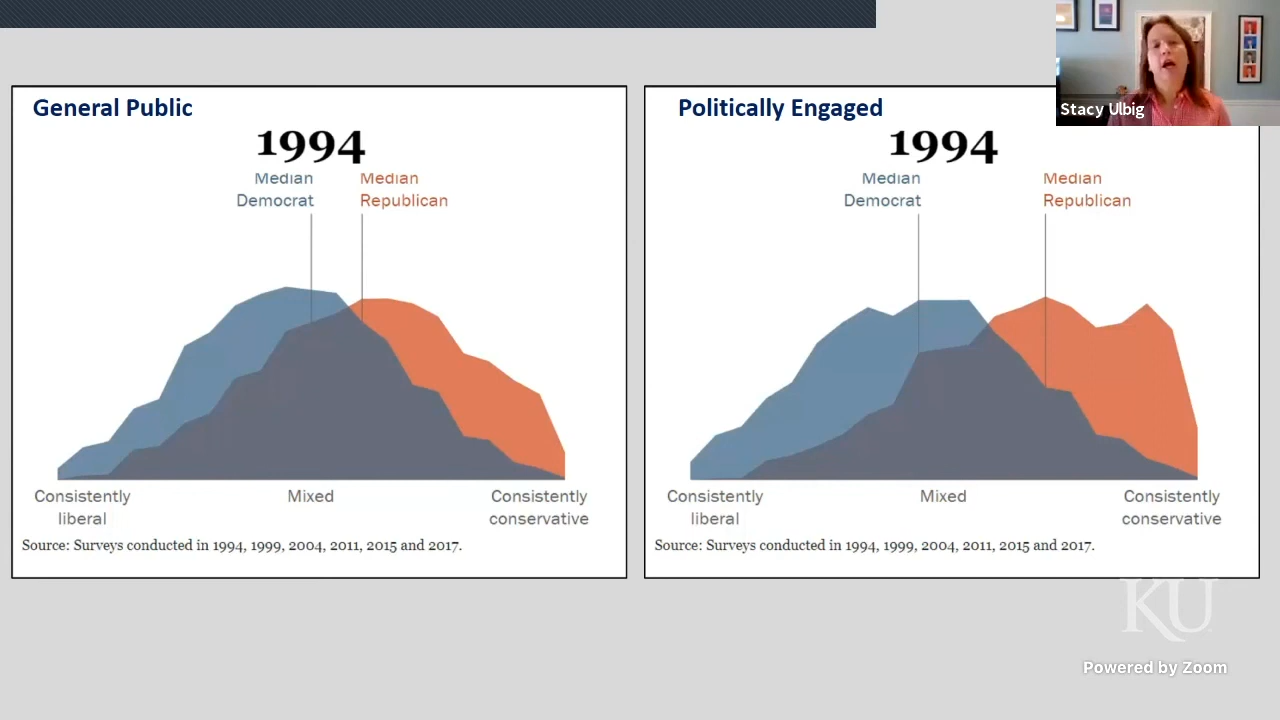 General Public
1994
Median
Democrat
Median
Republican
Consistently
liberal
Mixed
Consistently
conservative
Source: Surveys conducted in 1994, 1999, 2004, 2011, 2015 and 2017.
Politically Engaged
1994
Median
Democrat
Median
Republican
Consistently
liberal
Mixed
Consistently
conservative
Source: Surveys conducted in 1994, 1999, 2004, 2011, 2015 and 2017.
Stacy Ulbig
KU
Powered by Zoom